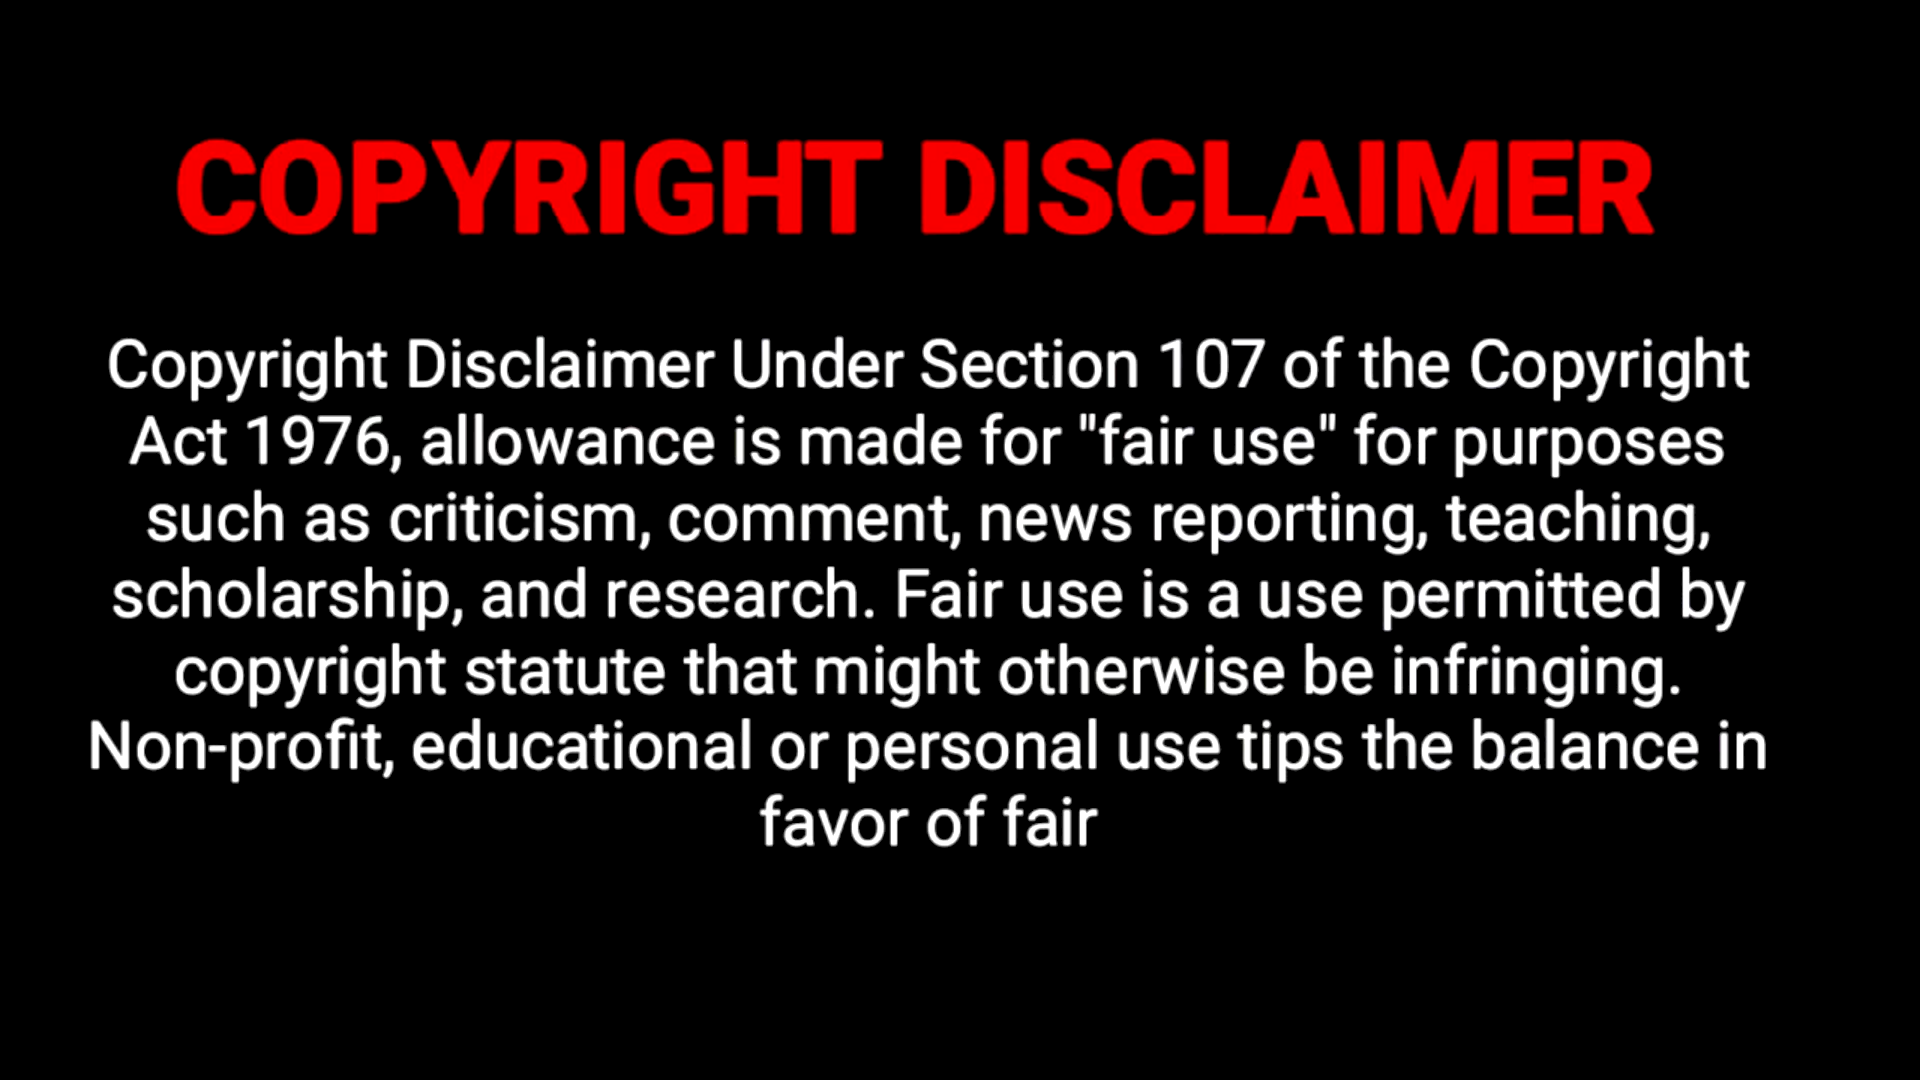 COPYRIGHT DISCLAIMER
Copyright Disclaimer Under Section 107 of the Copyright
Act 1976, allowance is made for "fair use" for purposes
such as criticism, comment, news reporting, teaching,
scholarship, and research. Fair use is a use permitted by
copyright statute that might otherwise be infringing.
Non-profit, educational or personal use tips the balance in
favor of fair